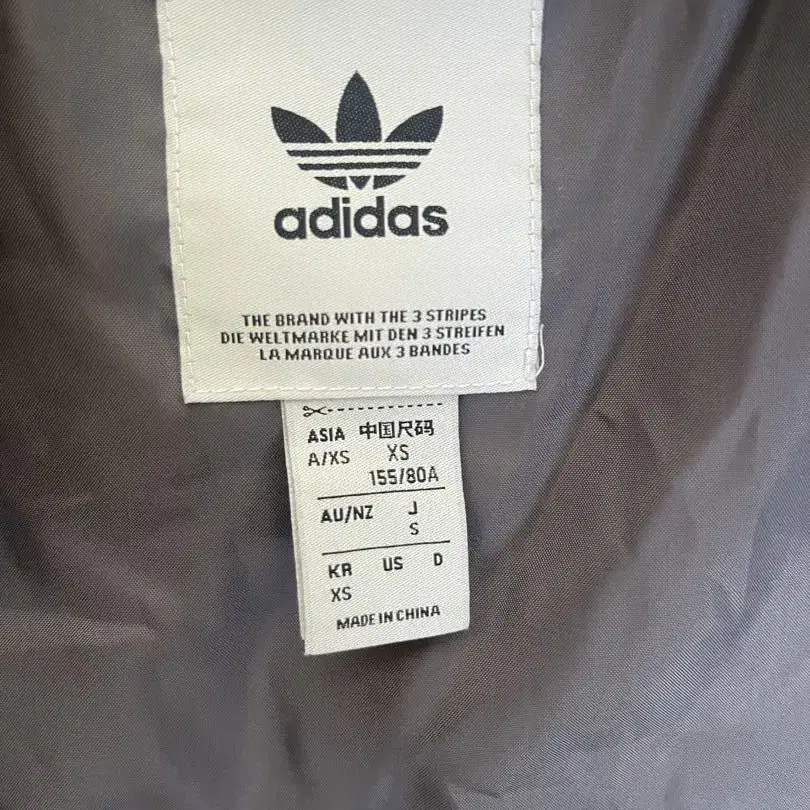 adidas
THE BRAND WITH THE 3 STRIPES
DIE WELTMARKE MIT DEN 3 STREIFEN
LA MARQUE AUX 3 BANDES
ASIA 中国尺码
A/XS XS
155/80A
AU/NZ J
S
KR US D
XS
MADE IN CHINA